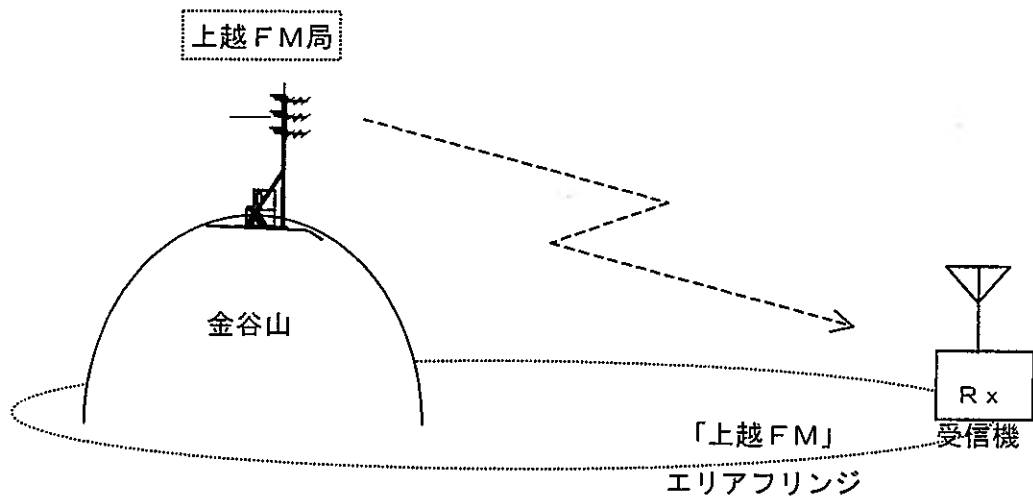 上越ＦＭ局
金谷山
Ｒｘ
受信機
「上越ＦＭ」
エリアフリンジ